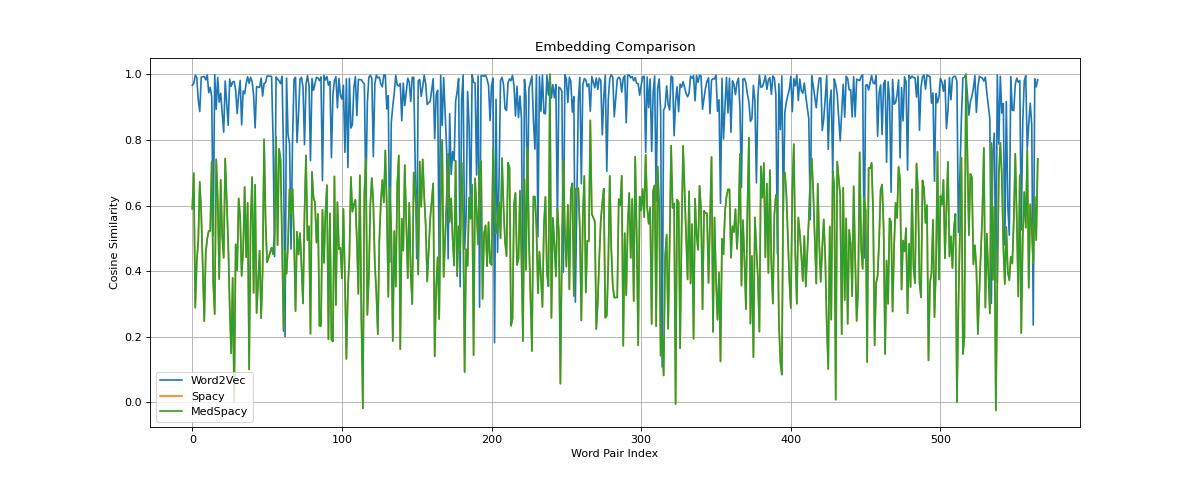 Embedding Comparison
1.0
0.8
0.6
0.4
0.2
0.0
Cosine Similarity
Word2Vec
Spacy
MedSpacy
0 100 200 300 400 500
Word Pair Index